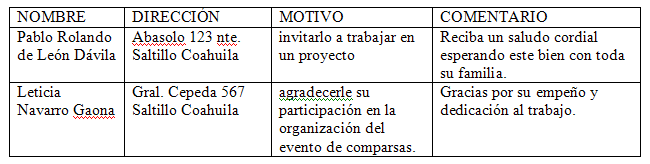 NOMBRE DIRECCIÓN MOTIVO COMENTARIO
Pablo Rolando de León Dávila
Abasolo 123 nte. Saltillo Coahuila
invitarlo a trabajar en un proyecto
Reciba un saludo cordial esperando este bien con toda su familia.
Leticia Navarro Gaona
Gral. Cepeda 567 Saltillo Coahuila
agradecerle su participación en la organización del evento de comparsas.
Gracias por su empeño y dedicación al trabajo.